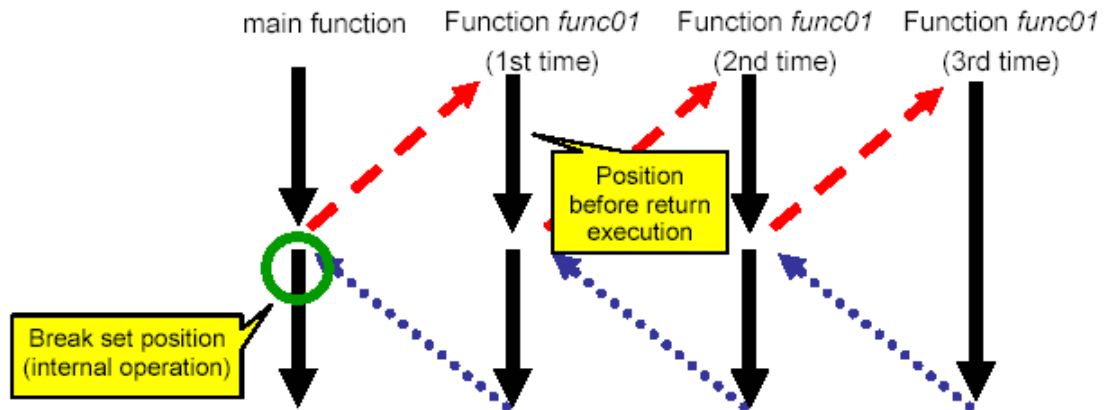 main function
Function func01
(1st time)
Function func01
(2nd time)
Function func01
(3rd time)
Position
before return
execution
Break set position
(internal operation)